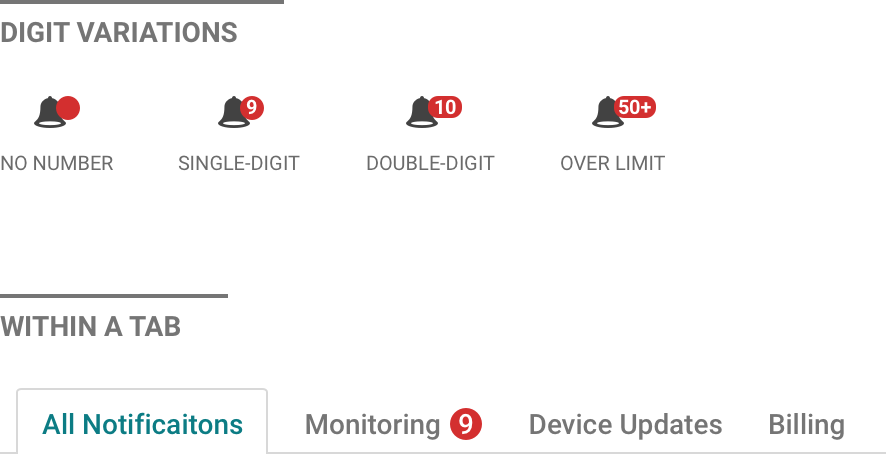 DIGIT VARIATIONS
9 10 50+
NO NUMBER SINGLE-DIGIT DOUBLE-DIGIT OVER LIMIT
WITHIN A TAB
All Notificaitons Monitoring 9 Device Updates Billing